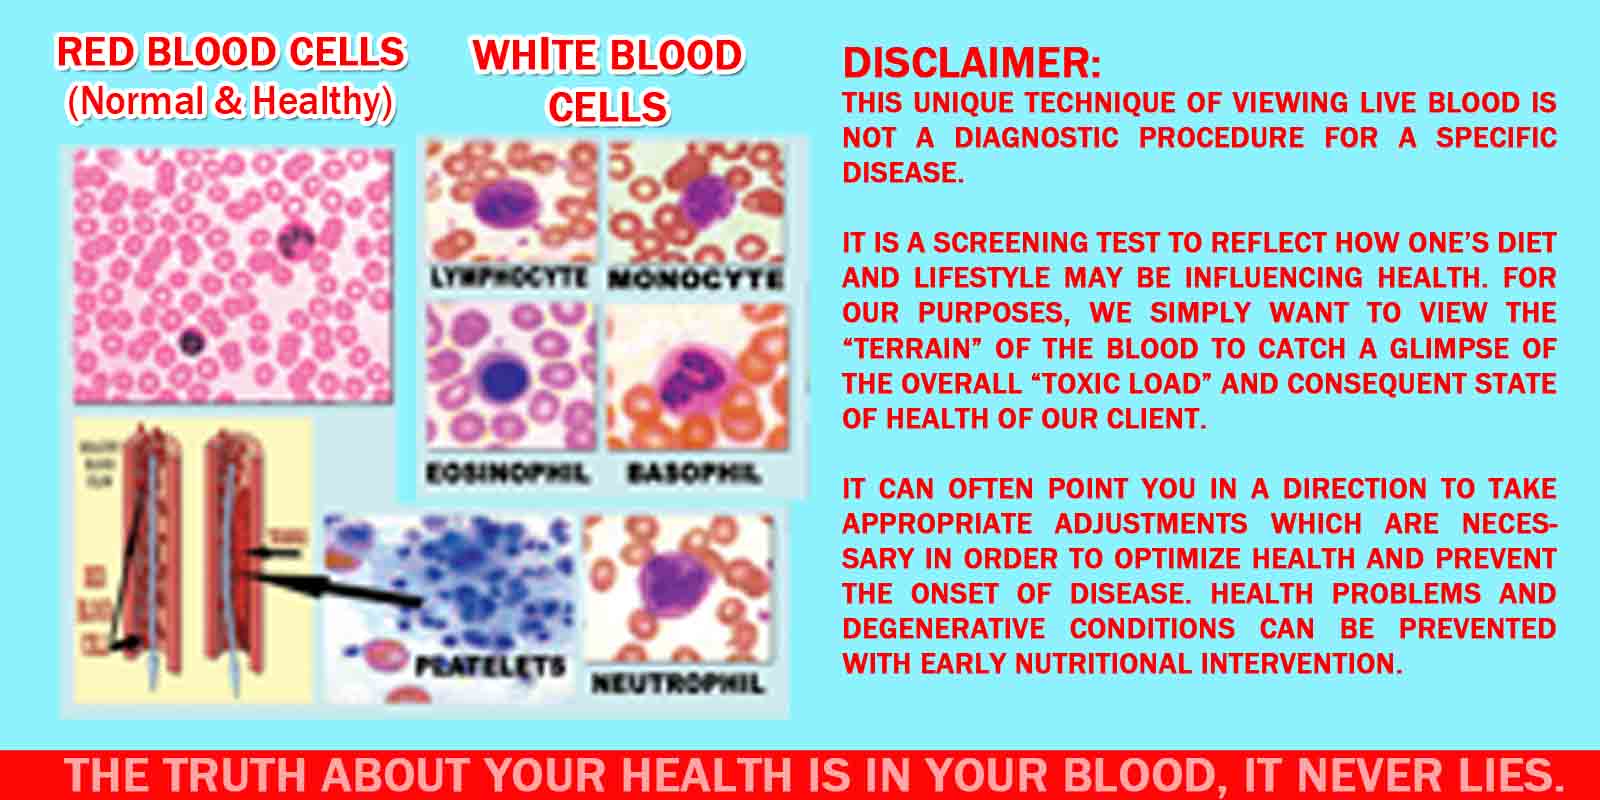 RED BLOOD CELLS
(Normal & Healthy)
WHITE BLOOD
CELLS
LYMPHOCYTE
MONOCYTE
EOSINOPHIL
BASOPHIL
PLATELETS
NEUTROPHIL
DISCLAIMER:
THIS UNIQUE TECHNIQUE OF VIEWING LIVE BLOOD IS
NOT A DIAGNOSTIC PROCEDURE FOR A SPECIFIC
DISEASE.
IT IS A SCREENING TEST TO REFLECT HOW ONE’S DIET
AND LIFESTYLE MAY BE INFLUENCING HEALTH. FOR
OUR PURPOSES, WE SIMPLY WANT TO VIEW THE
“TERRAIN” OF THE BLOOD TO CATCH A GLIMPSE OF
THE OVERALL “TOXIC LOAD” AND CONSEQUENT STATE
OF HEALTH OF OUR CLIENT.
IT CAN OFTEN POINT YOU IN A DIRECTION TO TAKE
APPROPRIATE ADJUSTMENTS WHICH ARE NECES-
SARY IN ORDER TO OPTIMIZE HEALTH AND PREVENT
THE ONSET OF DISEASE. HEALTH PROBLEMS AND
DEGENERATIVE CONDITIONS CAN BE PREVENTED
WITH EARLY NUTRITIONAL INTERVENTION.
THE TRUTH ABOUT YOUR HEALTH IS IN YOUR BLOOD, IT NEVER LIES.